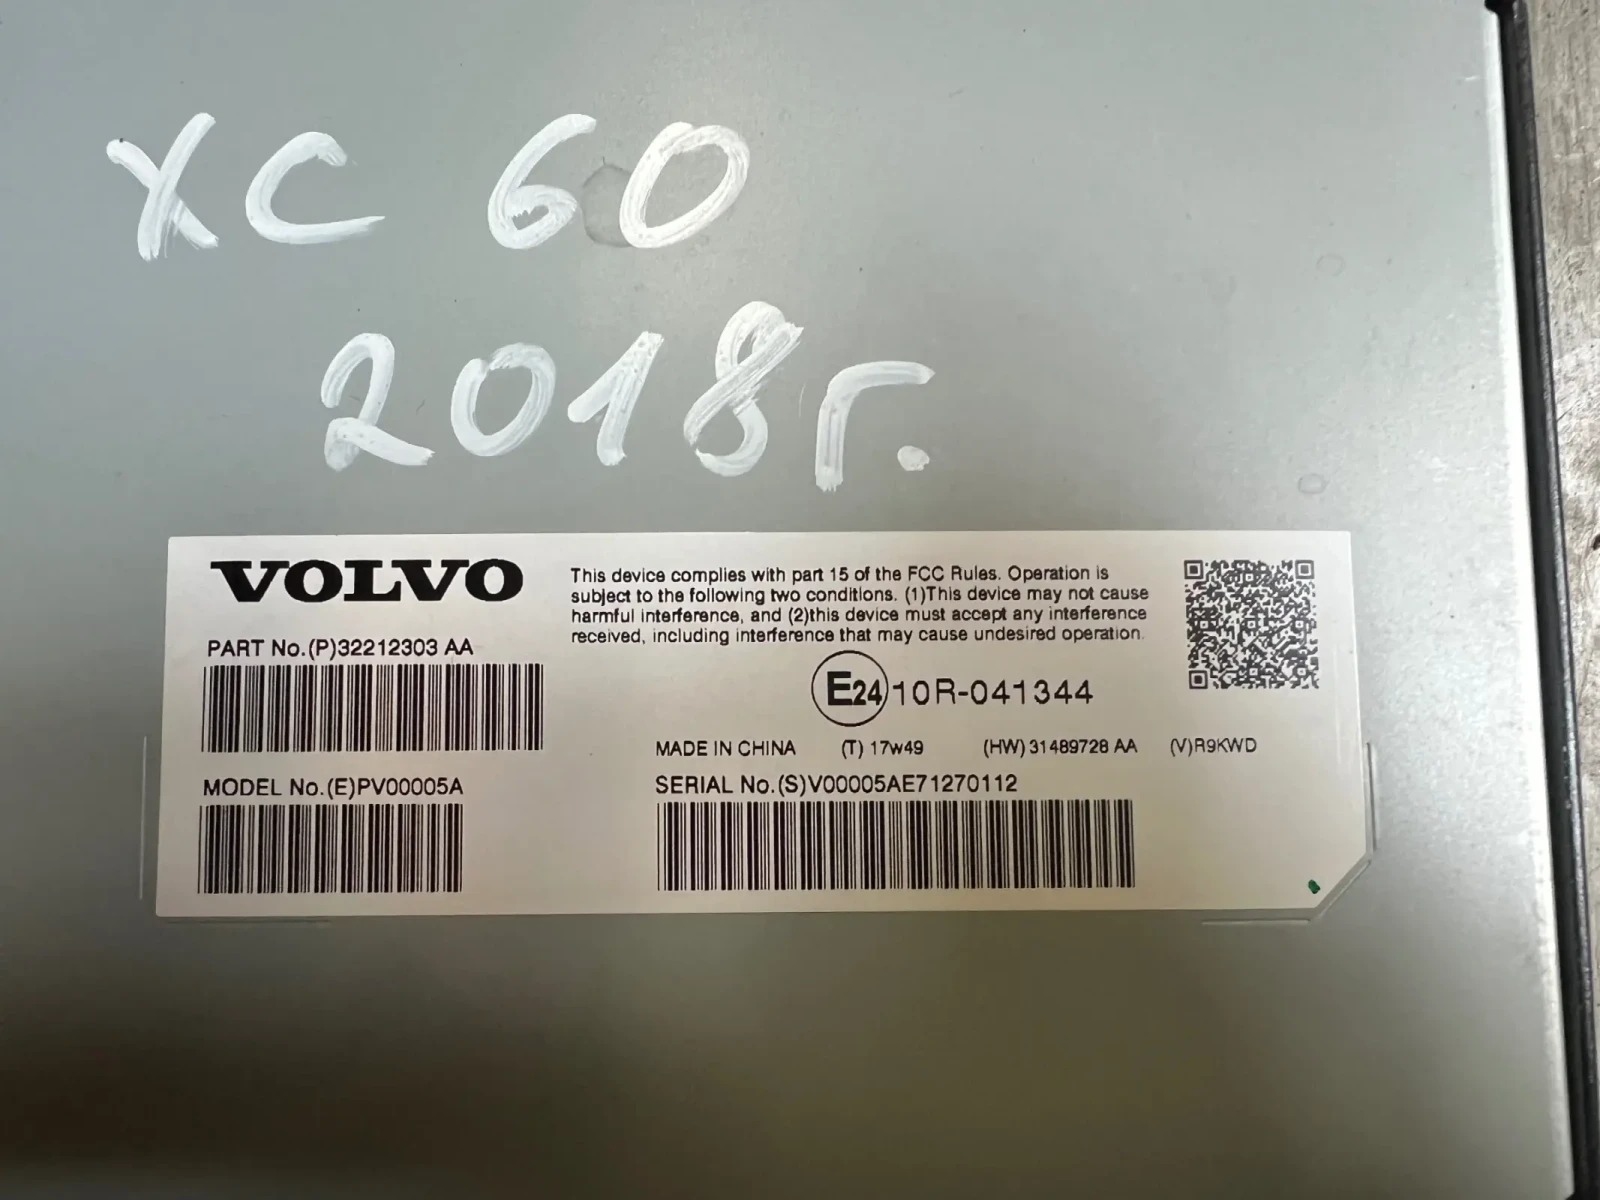 XC 60
2018г.
VOLVO
This device complies with part 15 of the FCC Rules. Operation is
subject to the following two conditions. (1)This device may not cause
harmful interference, and (2)this device must accept any interference
received, including interference that may cause undesired operation.
PART No.(P)32212303 AA
E24 10R-041344
MADE IN CHINA (T) 17w49 (HW) 31489728 AA (V)R9KWD
MODEL No.(E)PV00005A
SERIAL No.(S)V00005AE71270112